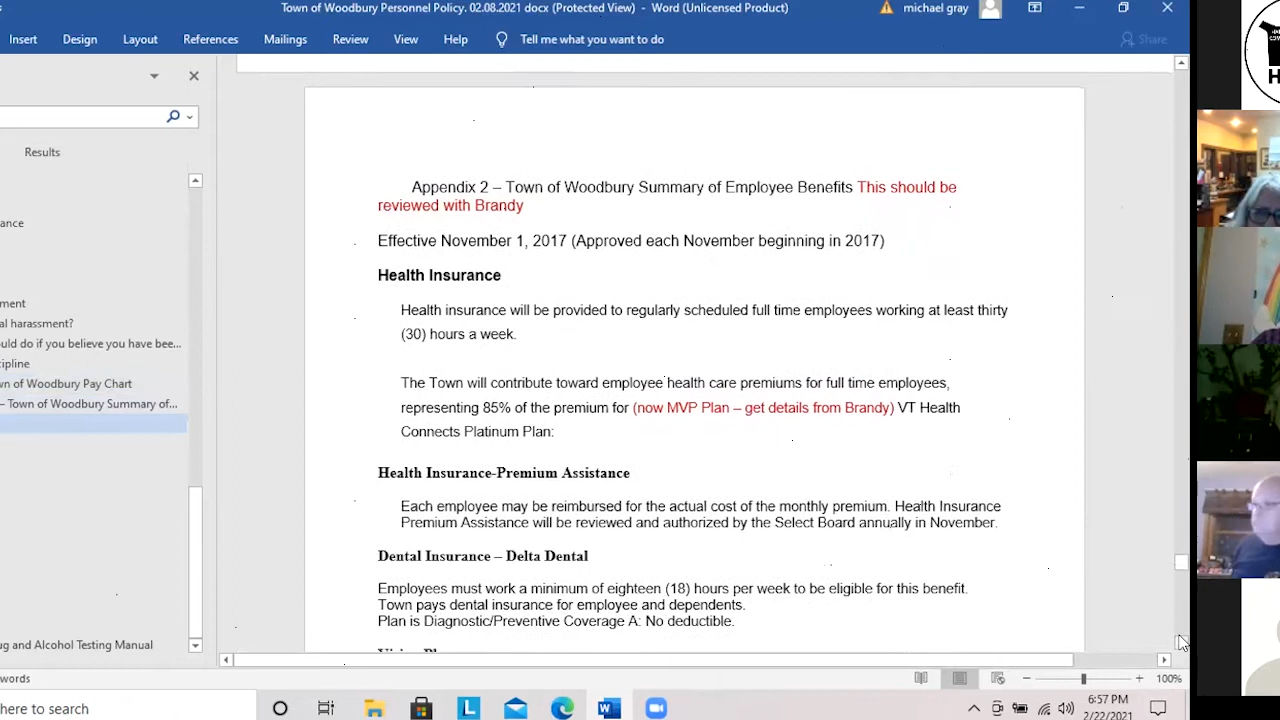 Town of Woodbury Personnel Policy. 02.08.2021 docx (Protected View) - Word (Unlicensed Product)
michael gray
Insert Design Layout References Mailings Review View Help Tell me what you want to do Share
Results
ance
ment
al harassment?
uld do if you believe you have bee...
cipline
wn of Woodbury Pay Chart
– Town of Woodbury Summary of...
ug and Alcohol Testing Manual
Appendix 2 – Town of Woodbury Summary of Employee Benefits This should be
reviewed with Brandy
Effective November 1, 2017 (Approved each November beginning in 2017)
Health Insurance
Health insurance will be provided to regularly scheduled full time employees working at least thirty
(30) hours a week.
The Town will contribute toward employee health care premiums for full time employees,
representing 85% of the premium for (now MVP Plan – get details from Brandy) VT Health
Connects Platinum Plan:
Health Insurance-Premium Assistance
Each employee may be reimbursed for the actual cost of the monthly premium. Health Insurance
Premium Assistance will be reviewed and authorized by the Select Board annually in November.
Dental Insurance – Delta Dental
Employees must work a minimum of eighteen (18) hours per week to be eligible for this benefit.
Town pays dental insurance for employee and dependents.
Plan is Diagnostic/Preventive Coverage A: No deductible.
words
100%
here to search
6:57 PM
2/22/2021